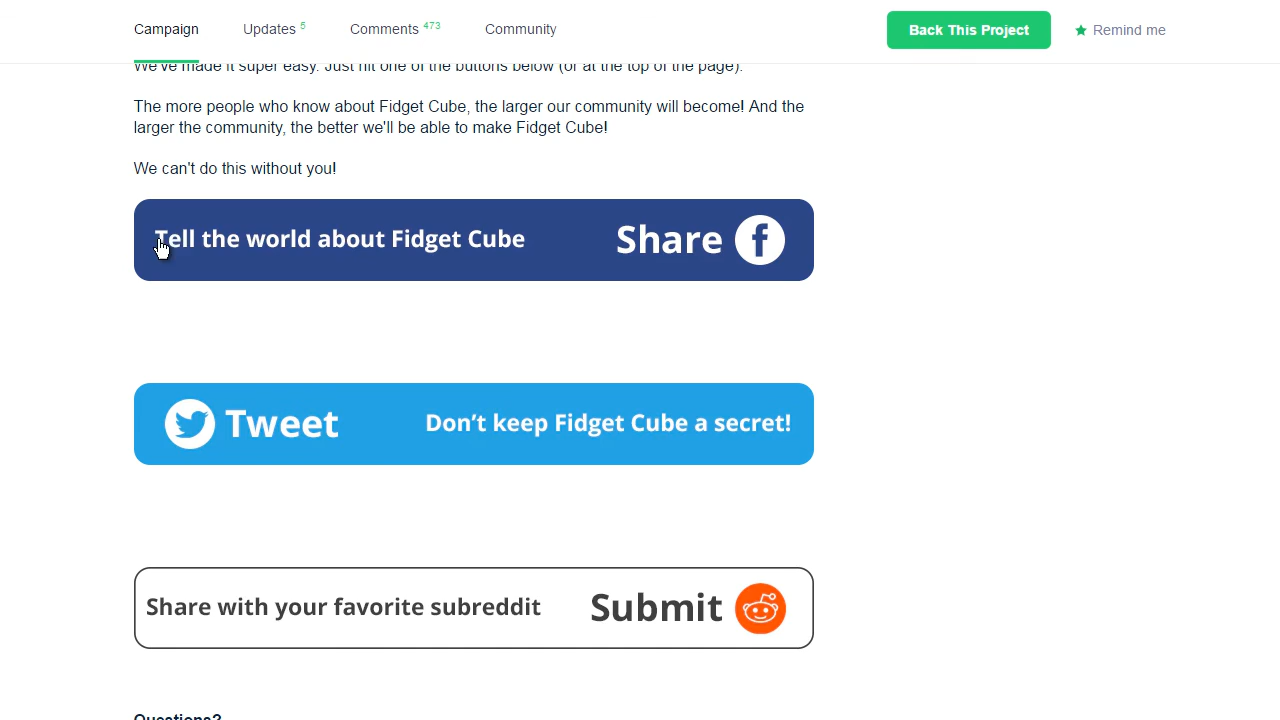 Campaign
Updates 5
Comments 473
Community
Back This Project
Remind me
We've made it super easy. Just hit one of the buttons below (or at the top of the page).
The more people who know about Fidget Cube, the larger our community will become! And the
larger the community, the better we'll be able to make Fidget Cube!
We can't do this without you!
Tell the world about Fidget Cube
Share
Tweet
Don't keep Fidget Cube a secret!
Share with your favorite subreddit
Submit
Questions?